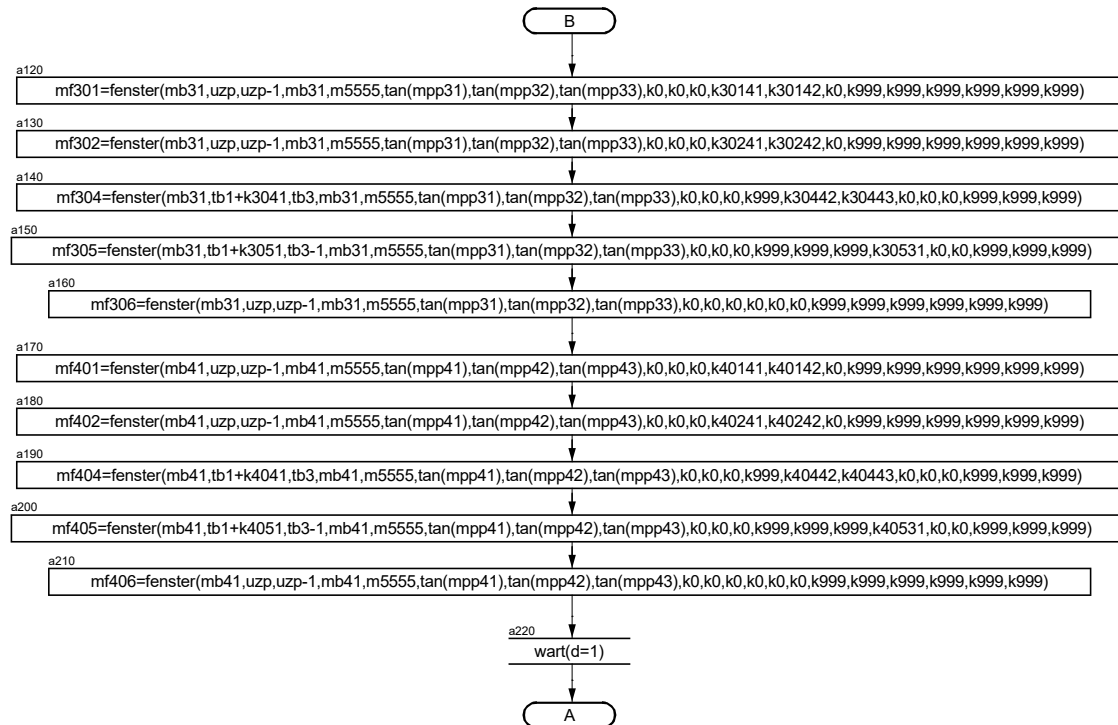 B
a120
mf301=fenster(mb31,uzp,uzp-1,mb31,m5555,tan(mpp31),tan(mpp32),tan(mpp33),k0,k0,k0,k30141,k30142,k0,k999,k999,k999,k999,k999,k999)
a130
mf302=fenster(mb31,uzp,uzp-1,mb31,m5555,tan(mpp31),tan(mpp32),tan(mpp33),k0,k0,k0,k30241,k30242,k0,k999,k999,k999,k999,k999,k999)
a140
mf304=fenster(mb31,tb1+k3041,tb3,mb31,m5555,tan(mpp31),tan(mpp32),tan(mpp33),k0,k0,k0,k999,k30442,k30443,k0,k0,k0,k999,k999,k999)
a150
mf305=fenster(mb31,tb1+k3051,tb3-1,mb31,m5555,tan(mpp31),tan(mpp32),tan(mpp33),k0,k0,k0,k999,k999,k999,k30531,k0,k0,k999,k999,k999)
a160
mf306=fenster(mb31,uzp,uzp-1,mb31,m5555,tan(mpp31),tan(mpp32),tan(mpp33),k0,k0,k0,k0,k0,k0,k999,k999,k999,k999,k999,k999)
a170
mf401=fenster(mb41,uzp,uzp-1,mb41,m5555,tan(mpp41),tan(mpp42),tan(mpp43),k0,k0,k0,k40141,k40142,k0,k999,k999,k999,k999,k999,k999)
a180
mf402=fenster(mb41,uzp,uzp-1,mb41,m5555,tan(mpp41),tan(mpp42),tan(mpp43),k0,k0,k0,k40241,k40242,k0,k999,k999,k999,k999,k999,k999)
a190
mf404=fenster(mb41,tb1+k4041,tb3,mb41,m5555,tan(mpp41),tan(mpp42),tan(mpp43),k0,k0,k0,k999,k40442,k40443,k0,k0,k0,k999,k999,k999)
a200
mf405=fenster(mb41,tb1+k4051,tb3-1,mb41,m5555,tan(mpp41),tan(mpp42),tan(mpp43),k0,k0,k0,k999,k999,k999,k40531,k0,k0,k999,k999,k999)
a210
mf406=fenster(mb41,uzp,uzp-1,mb41,m5555,tan(mpp41),tan(mpp42),tan(mpp43),k0,k0,k0,k0,k0,k0,k999,k999,k999,k999,k999,k999)
a220
wart(d=1)
A